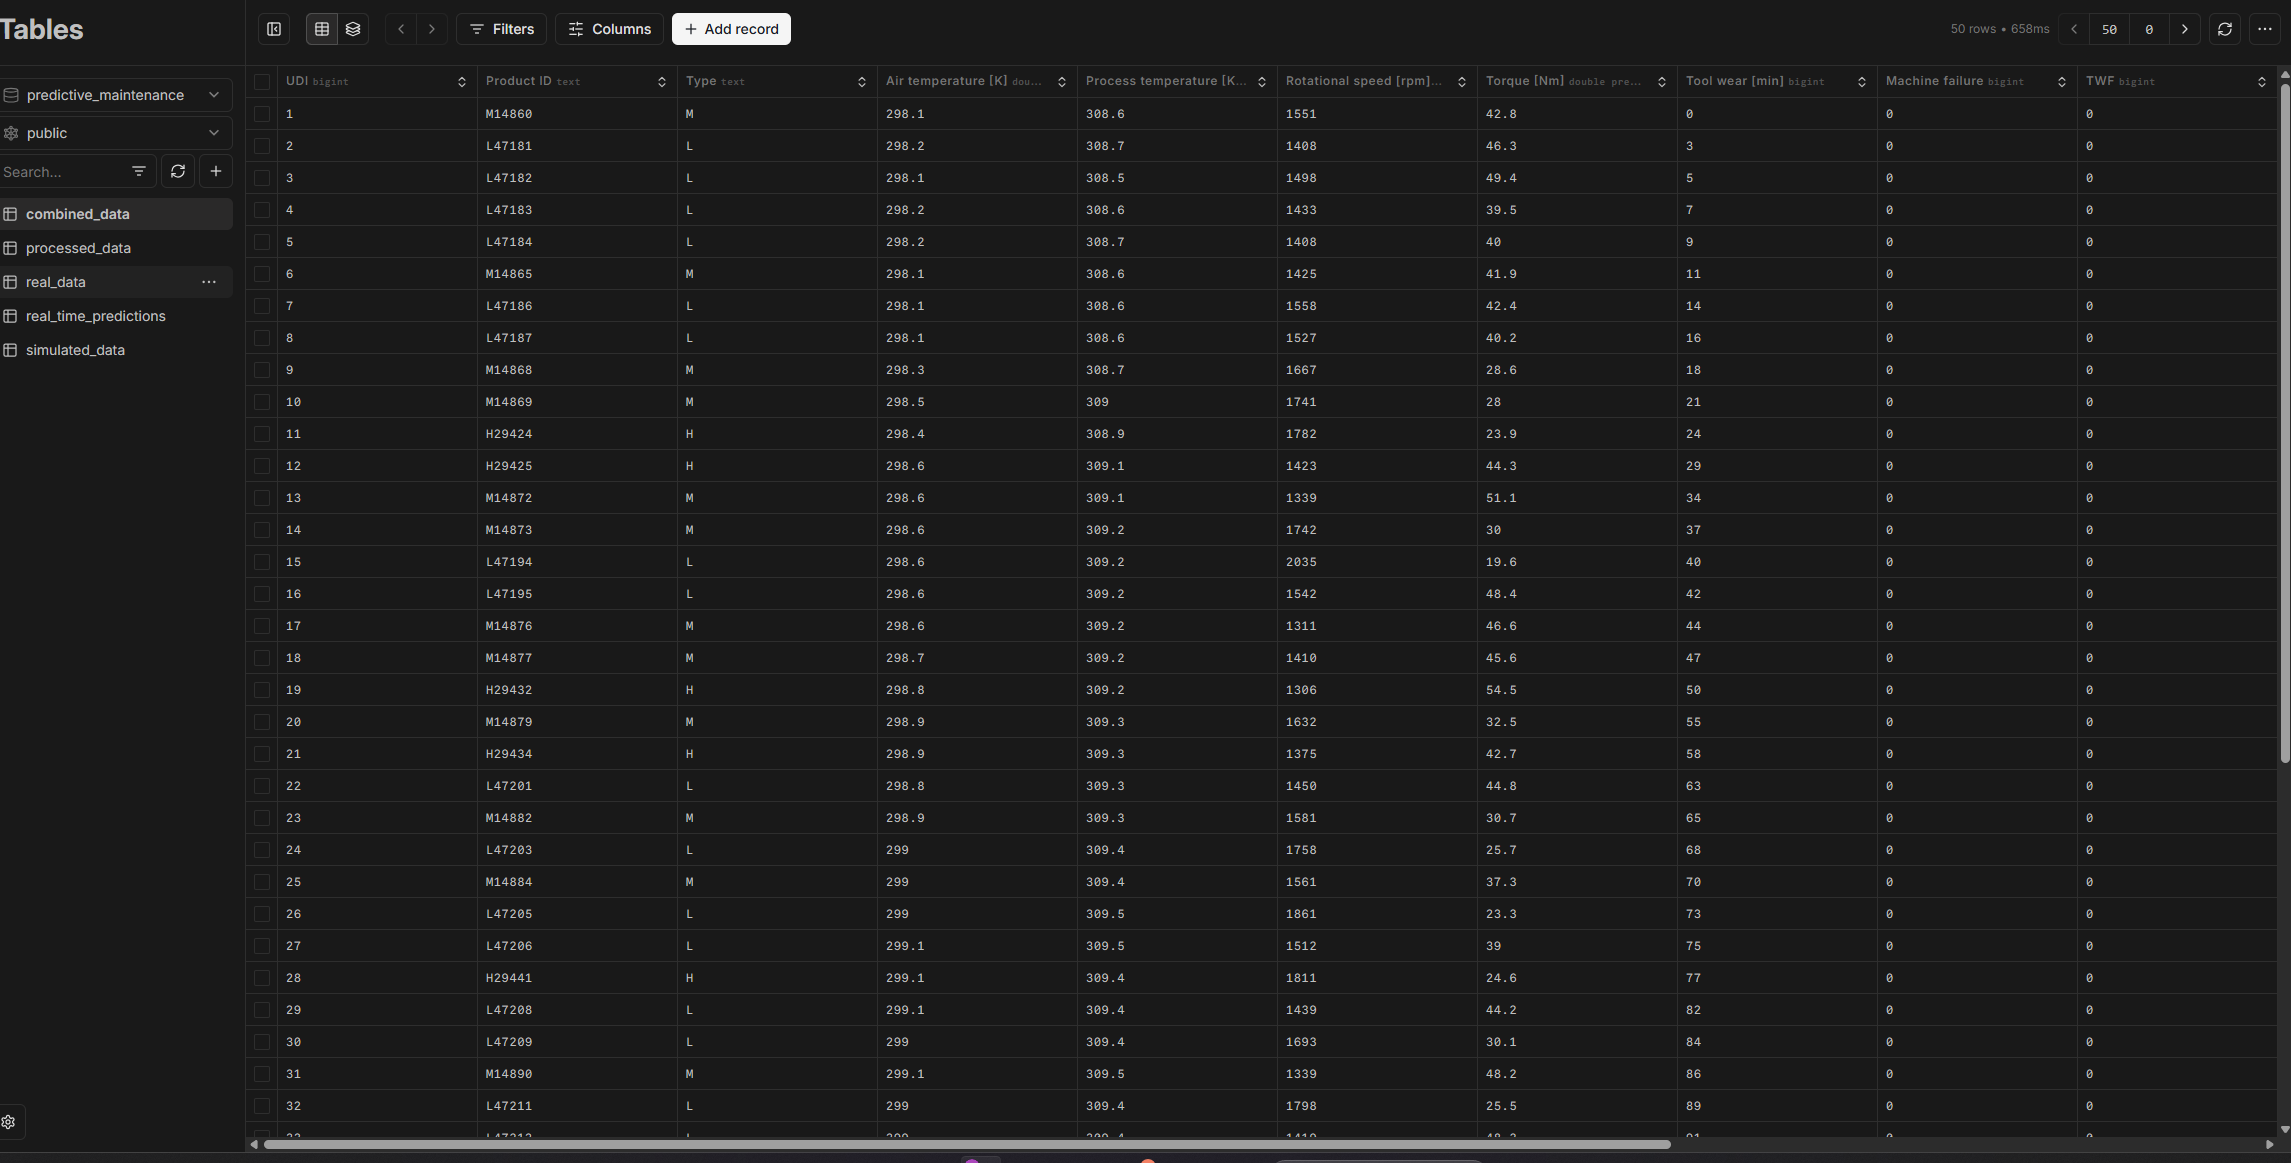 Tables
Filters Columns + Add record 50 rows • 658ms 50 0
predictive_maintenance
public
Search...
combined_data
processed_data
real_data
real_time_predictions
simulated_data
UDI bigint Product ID text Type text Air temperature [K] dou... Process temperature [K... Rotational speed [rpm]... Torque [Nm] double pre... Tool wear [min] bigint Machine failure bigint TWF bigint
1 M14860 M 298.1 308.6 1551 42.8 0 0 0
2 L47181 L 298.2 308.7 1408 46.3 3 0 0
3 L47182 L 298.1 308.5 1498 49.4 5 0 0
4 L47183 L 298.2 308.6 1433 39.5 7 0 0
5 L47184 L 298.2 308.7 1408 40 9 0 0
6 M14865 M 298.1 308.6 1425 41.9 11 0 0
7 L47186 L 298.1 308.6 1558 42.4 14 0 0
8 L47187 L 298.1 308.6 1527 40.2 16 0 0
9 M14868 M 298.3 308.7 1667 28.6 18 0 0
10 M14869 M 298.5 309 1741 28 21 0 0
11 H29424 H 298.4 308.9 1782 23.9 24 0 0
12 H29425 H 298.6 309.1 1423 44.3 29 0 0
13 M14872 M 298.6 309.1 1339 51.1 34 0 0
14 M14873 M 298.6 309.2 1742 30 37 0 0
15 L47194 L 298.6 309.2 2035 19.6 40 0 0
16 L47195 L 298.6 309.2 1542 48.4 42 0 0
17 M14876 M 298.6 309.2 1311 46.6 44 0 0
18 M14877 M 298.7 309.2 1410 45.6 47 0 0
19 H29432 H 298.8 309.2 1306 54.5 50 0 0
20 M14879 M 298.9 309.3 1632 32.5 55 0 0
21 H29434 H 298.9 309.3 1375 42.7 58 0 0
22 L47201 L 298.8 309.3 1450 44.8 63 0 0
23 M14882 M 298.9 309.3 1581 30.7 65 0 0
24 L47203 L 299 309.4 1758 25.7 68 0 0
25 M14884 M 299 309.4 1561 37.3 70 0 0
26 L47205 L 299 309.5 1861 23.3 73 0 0
27 L47206 L 299.1 309.5 1512 39 75 0 0
28 H29441 H 299.1 309.4 1811 24.6 77 0 0
29 L47208 L 299.1 309.4 1439 44.2 82 0 0
30 L47209 L 299 309.4 1693 30.1 84 0 0
31 M14890 M 299.1 309.5 1339 48.2 86 0 0
32 L47211 L 299 309.4 1798 25.5 89 0 0